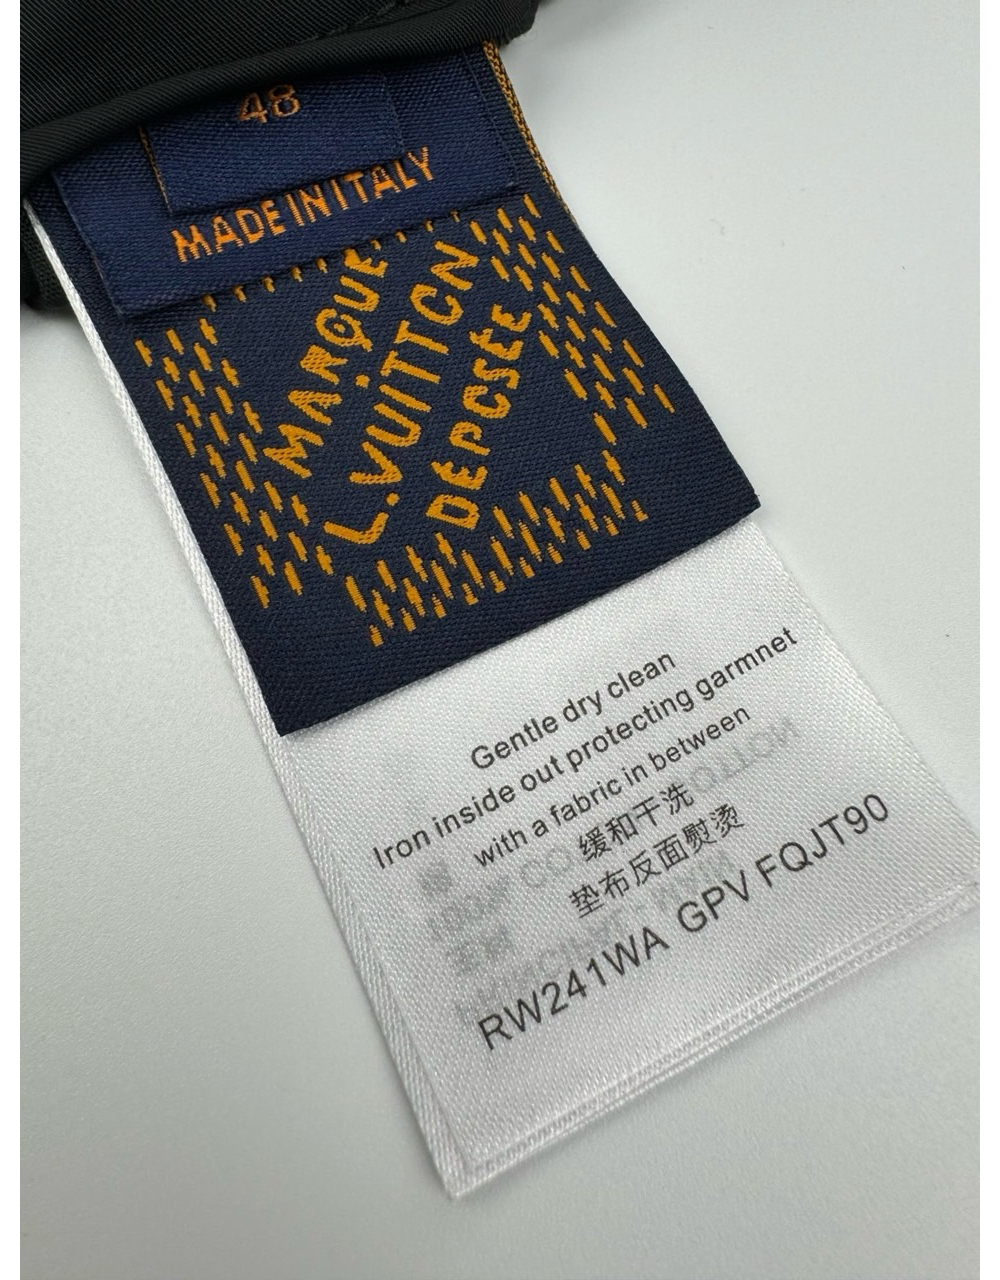 48
MADE IN ITALY
MARQUE
L.VUITTON
DEPOSEE
Gentle dry clean
Iron inside out protecting garmnet
with a fabric in between
缓和干洗
垫布反面熨烫
RW241WA GPV FQJT90